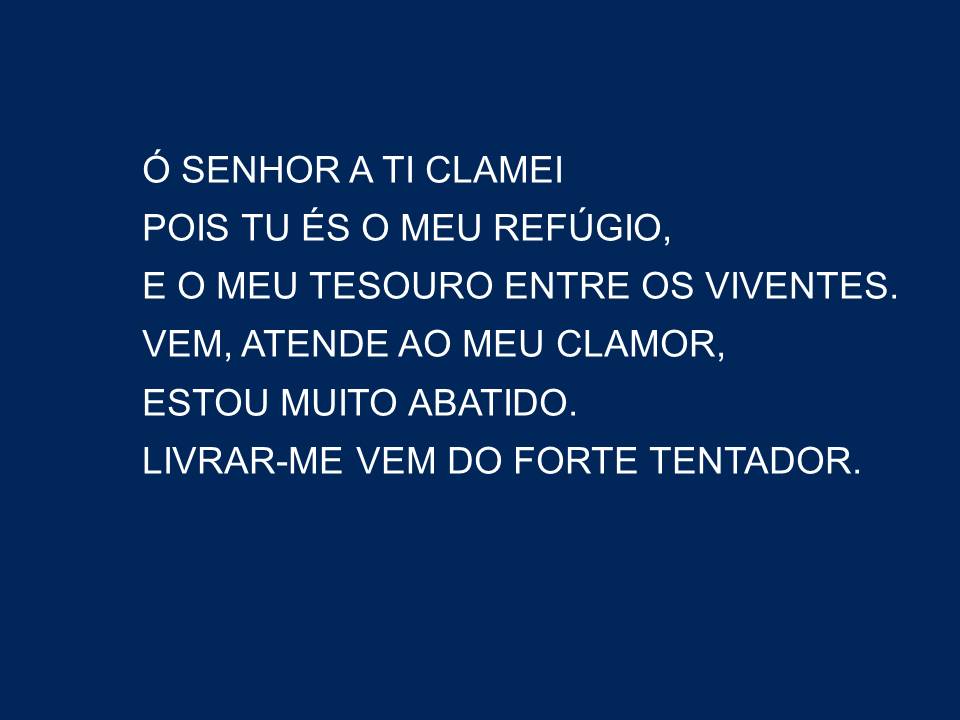 Ó SENHOR A TI CLAMEI
POIS TU ÉS O MEU REFÚGIO,
E O MEU TESOURO ENTRE OS VIVENTES.
VEM, ATENDE AO MEU CLAMOR,
ESTOU MUITO ABATIDO.
LIVRAR-ME VEM DO FORTE TENTADOR.